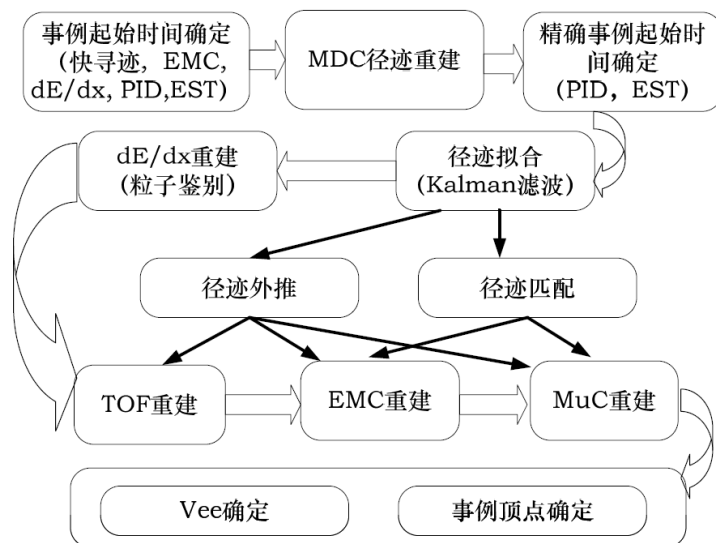 事例起始时间确定
（快寻迹，EMC,
dE/dx, PID,EST）
MDC径迹重建
精确事例起始时
间确定
(PID，EST)
dE/dx重建
(粒子鉴别)
径迹拟合
(Kalman滤波)
径迹外推
径迹匹配
TOF重建
EMC重建
MuC重建
Vee确定
事例顶点确定